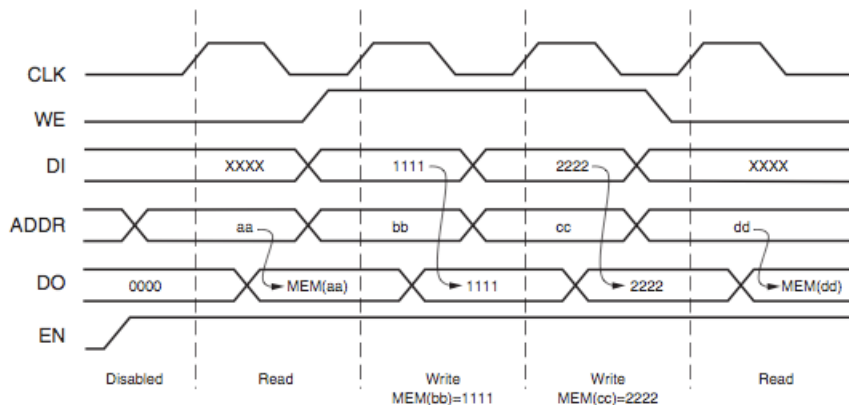 CLK
WE
DI XXXX 1111 2222 XXXX
ADDR aa bb cc dd
DO 0000 MEM(aa) 1111 2222 MEM(dd)
EN
Disabled Read Write Write Read
MEM(bb)=1111 MEM(cc)=2222